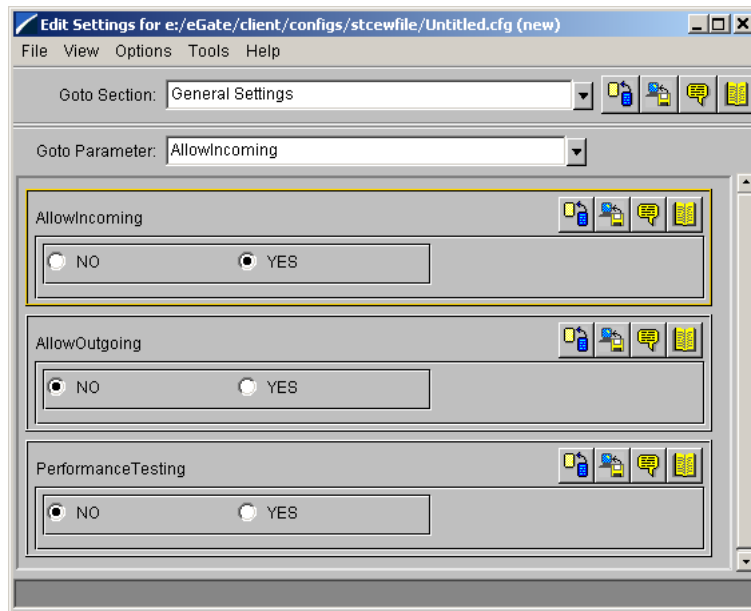 Edit Settings for e:/eGate/client/configs/stcewfile/Untitled.cfg (new)
File View Options Tools Help
Goto Section: General Settings
Goto Parameter: AllowIncoming
AllowIncoming
NO YES
AllowOutgoing
NO YES
PerformanceTesting
NO YES